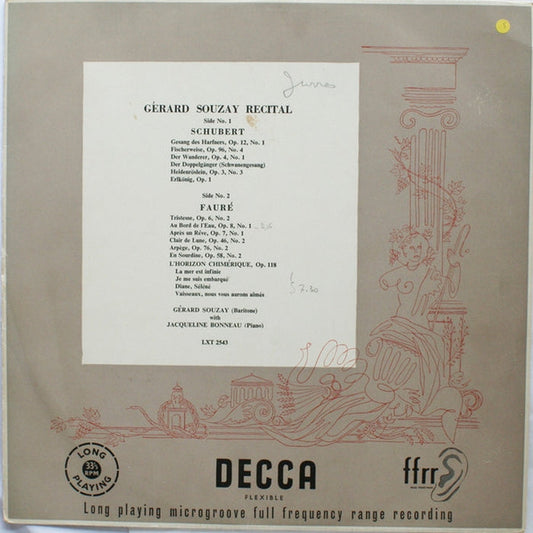 Jurres
GÉRARD SOUZAY RECITAL
Side No. 1
SCHUBERT
Gesang des Harfners, Op. 12, No. 1
Fischerweise, Op. 96, No. 4
Der Wanderer, Op. 4, No. 1
Der Doppelgänger (Schwanengesang)
Heidenröslein, Op. 3, No. 3
Erlkönig, Op. 1
Side No. 2
FAURÉ
Tristesse, Op. 6, No. 2
Au Bord de l'Eau, Op. 8, No. 1
Après un Rêve, Op. 7, No. 1
Clair de Lune, Op. 46, No. 2
Arpège, Op. 76, No. 2
En Sourdine, Op. 58, No. 2
L'HORIZON CHIMÉRIQUE, Op. 118
La mer est infinie
Je me suis embarqué
Diane, Séléné
Vaisseaux, nous vous aurons aimés
7.30
GÉRARD SOUZAY (Baritone)
with
JACQUELINE BONNEAU (Piano)
LXT 2543
LONG PLAYING
33⅓ RPM
DECCA
FLEXIBLE
ffrr
Long playing microgroove full frequency range recording